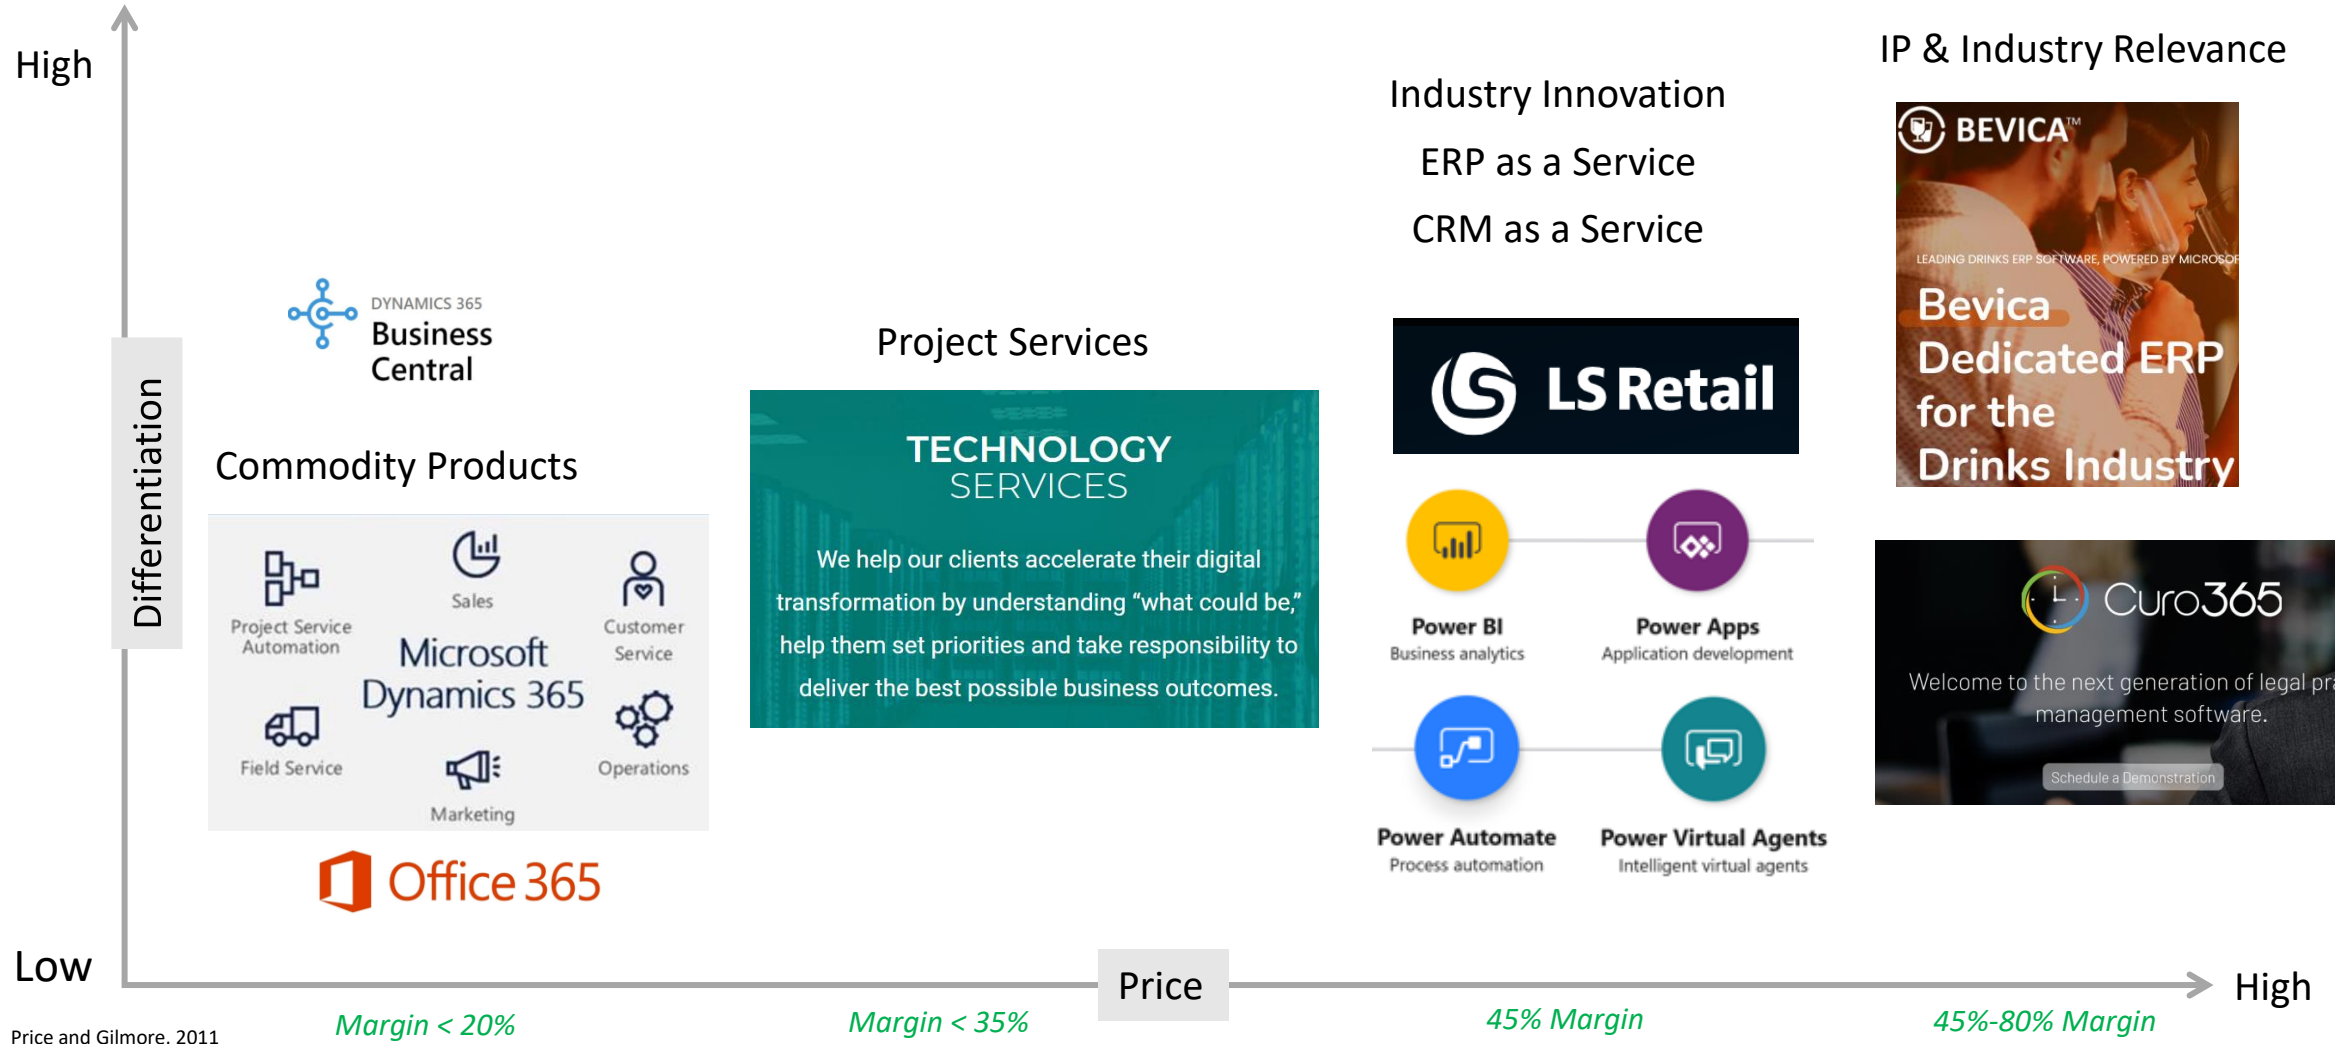 High
IP & Industry Relevance
Industry Innovation
ERP as a Service
CRM as a Service
BEVICA™
LEADING DRINKS ERP SOFTWARE, POWERED BY MICROSOF
Bevica
Dedicated ERP
for the
Drinks Industry
DYNAMICS 365
Business
Central
Project Services
LS Retail
Differentiation
Commodity Products
TECHNOLOGY
SERVICES
We help our clients accelerate their digital
transformation by understanding “what could be,”
help them set priorities and take responsibility to
deliver the best possible business outcomes.
Sales
Project Service
Automation
Customer
Service
Microsoft
Dynamics 365
Field Service
Operations
Marketing
Office 365
Power BI
Business analytics
Power Apps
Application development
Power Automate
Process automation
Power Virtual Agents
Intelligent virtual agents
Curo365
Welcome to the next generation of legal pra
management software.
Schedule a Demonstration
Low
Price
High
Margin < 20%
Margin < 35%
45% Margin
45%-80% Margin
Price and Gilmore. 2011